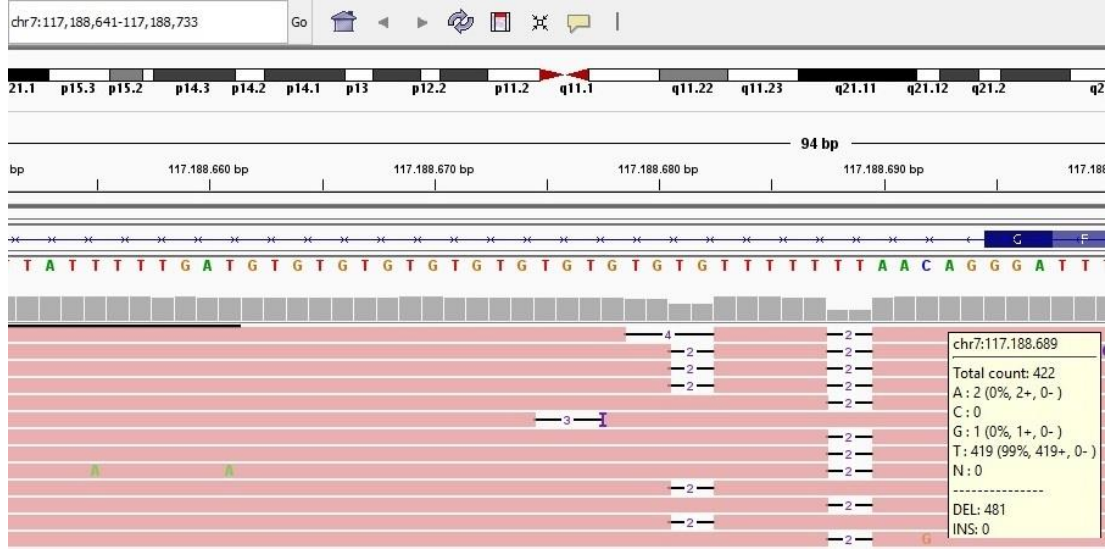 chr7:117,188,641-117,188,733 Go
21.1 p15.3 p15.2 p14.3 p14.2 p14.1 p13 p12.2 p11.2 q11.1 q11.22 q11.23 q21.11 q21.12 q21.2 q2
94 bp
bp 117.188.660 bp 117.188.670 bp 117.188.680 bp 117.188.690 bp 117.188
G F
T A T T T T T G A T G T G T G T G T G T G T G T G T G T G T G T T T T T T T A A C A G G G A T T
4 2
2 2
2 2
2 2
2
3
2
2
A A 2
2
2
2
2 G
chr7:117.188.689
Total count: 422
A : 2 (0%, 2+, 0- )
C : 0
G : 1 (0%, 1+, 0- )
T : 419 (99%, 419+, 0- )
N : 0
---------------
DEL: 481
INS: 0